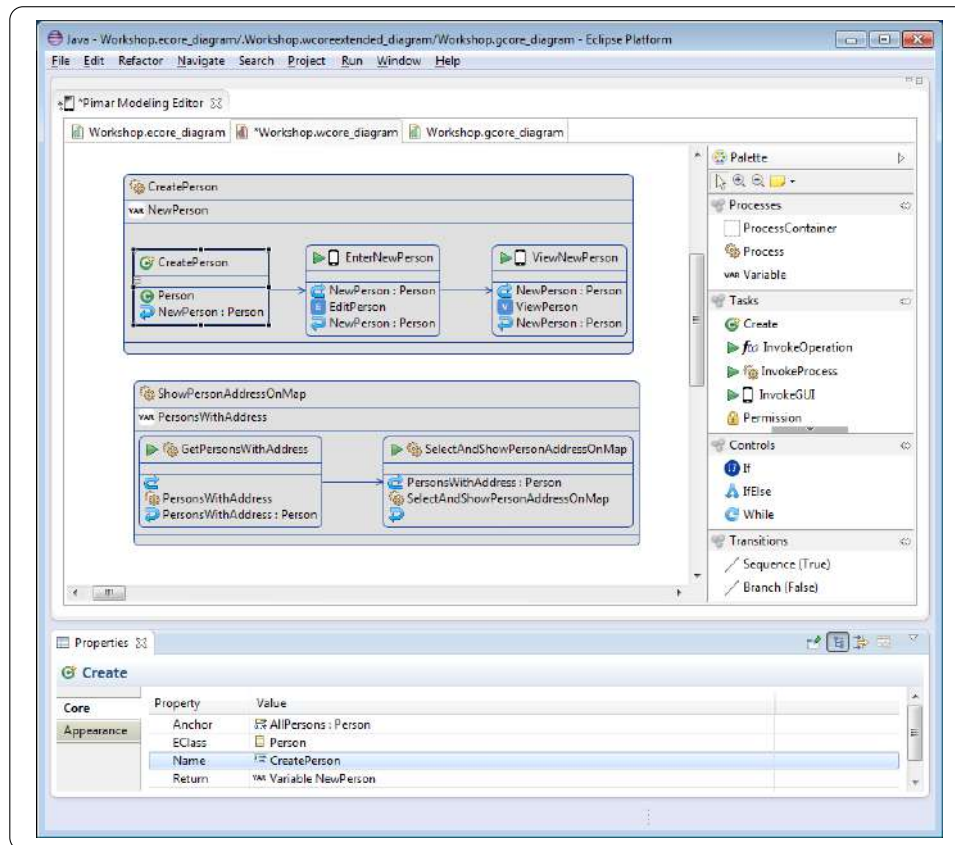 Java - Workshop.ecore_diagram/.Workshop.wcoreextended_diagram/Workshop.gcore_diagram - Eclipse Platform
File Edit Refactor Navigate Search Project Run Window Help
*Pimar Modeling Editor
Workshop.ecore_diagram *Workshop.wcore_diagram Workshop.gcore_diagram
CreatePerson
VAR NewPerson
CreatePerson
Person
NewPerson : Person
EnterNewPerson
NewPerson : Person
E EditPerson
NewPerson : Person
ViewNewPerson
NewPerson : Person
V ViewPerson
NewPerson : Person
ShowPersonAddressOnMap
VAR PersonsWithAddress
GetPersonsWithAddress
PersonsWithAddress
PersonsWithAddress : Person
SelectAndShowPersonAddressOnMap
PersonsWithAddress : Person
SelectAndShowPersonAddressOnMap
Palette
Processes
ProcessContainer
Process
VAR Variable
Tasks
Create
InvokeOperation
InvokeProcess
InvokeGUI
Permission
Controls
If
IfElse
While
Transitions
Sequence (True)
Branch (False)
Properties
Create
Core
Appearance
Property Value
Anchor AllPersons : Person
EClass Person
Name CreatePerson
Return VAR Variable NewPerson